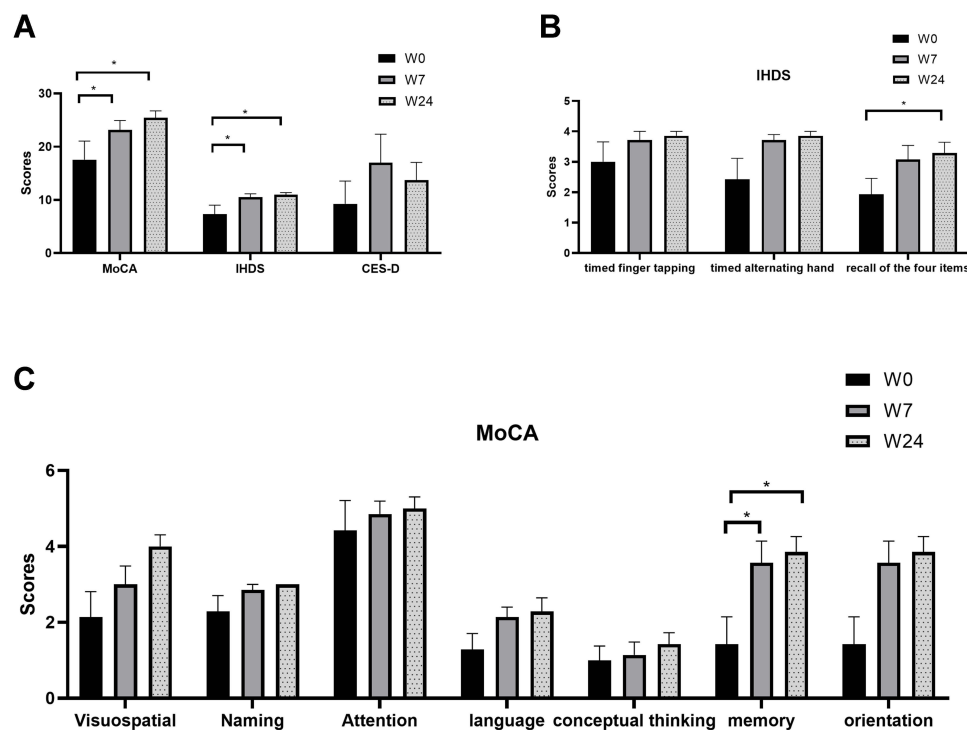 A
W0
W7
W24
*
*
*
*
Scores
30
20
10
0
MoCA
IHDS
CES-D
B
W0
W7
W24
IHDS
*
Scores
5
4
3
2
1
0
timed finger tapping
timed alternating hand
recall of the four items
C
W0
W7
W24
MoCA
*
*
Scores
6
4
2
0
Visuospatial
Naming
Attention
language
conceptual thinking
memory
orientation